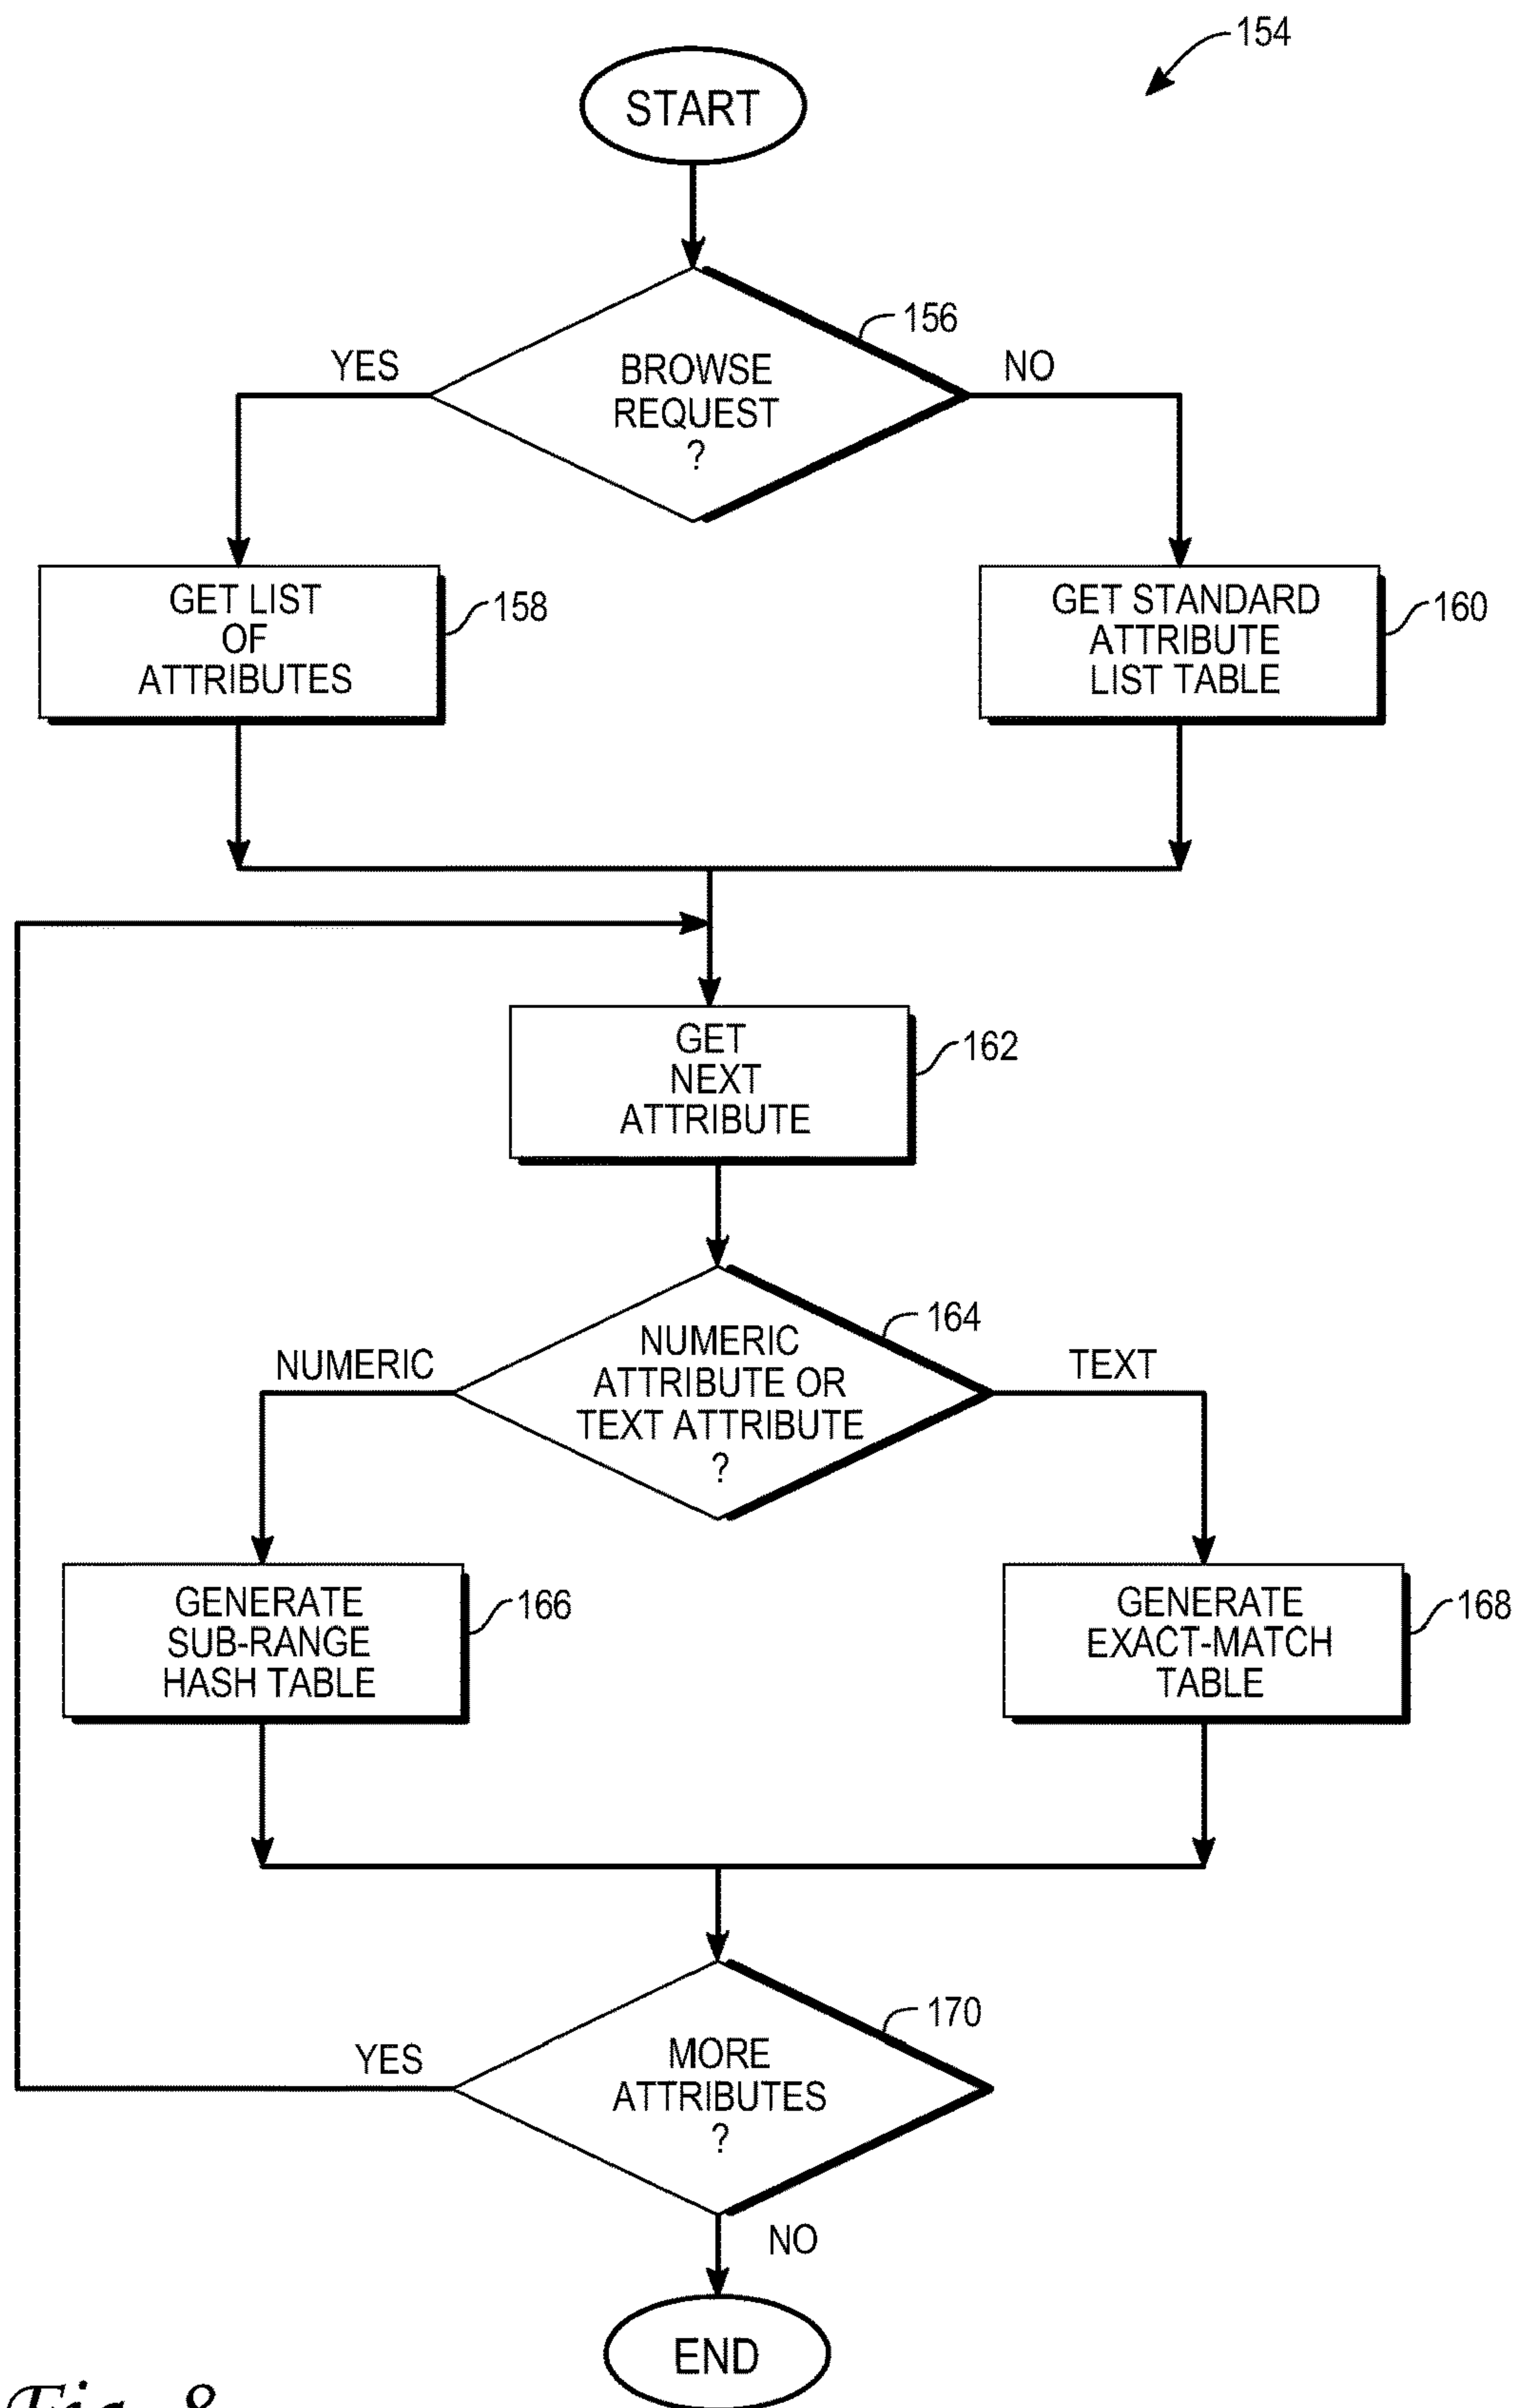 154
START
156
YES
NO
BROWSE
REQUEST
?
GET LIST
OF
ATTRIBUTES
158
GET STANDARD
ATTRIBUTE
LIST TABLE
160
GET
NEXT
ATTRIBUTE
162
164
NUMERIC
TEXT
NUMERIC
ATTRIBUTE OR
TEXT ATTRIBUTE
?
GENERATE
SUB-RANGE
HASH TABLE
166
GENERATE
EXACT-MATCH
TABLE
168
170
YES
MORE
ATTRIBUTES
?
NO
END
Fig. 8